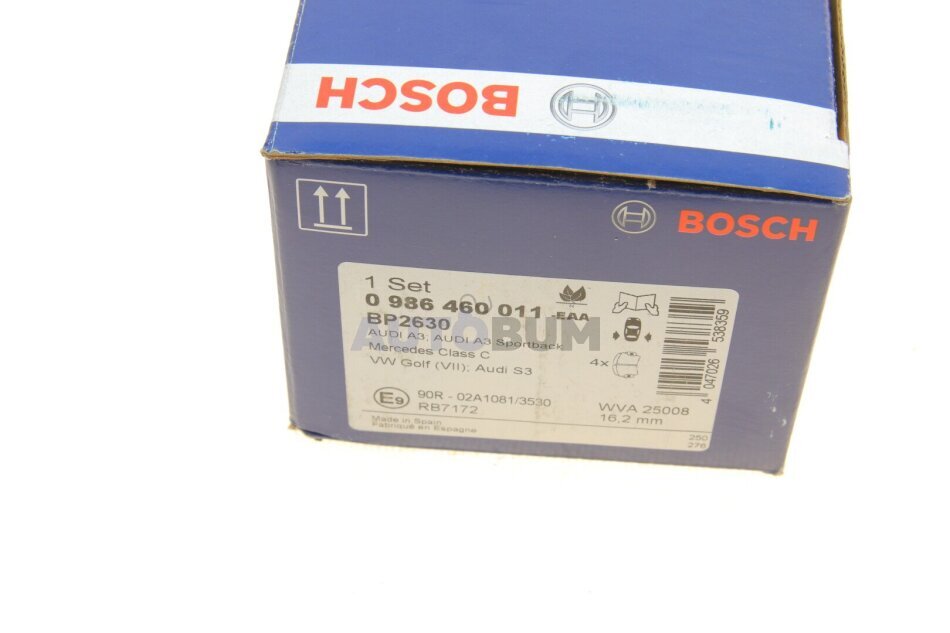 BOSCH
BOSCH
1 Set
0 986 460 011 -EAA
BP2630
AUTOBUM
AUDI A3; AUDI A3 Sportback
Mercedes Class C
VW Golf (VII); Audi S3
4x
E9
90R - 02A1081/3530
RB7172
WVA 25008
16,2 mm
Made in Spain
Fabriqué en Espagne
250
276
4 047026 538359